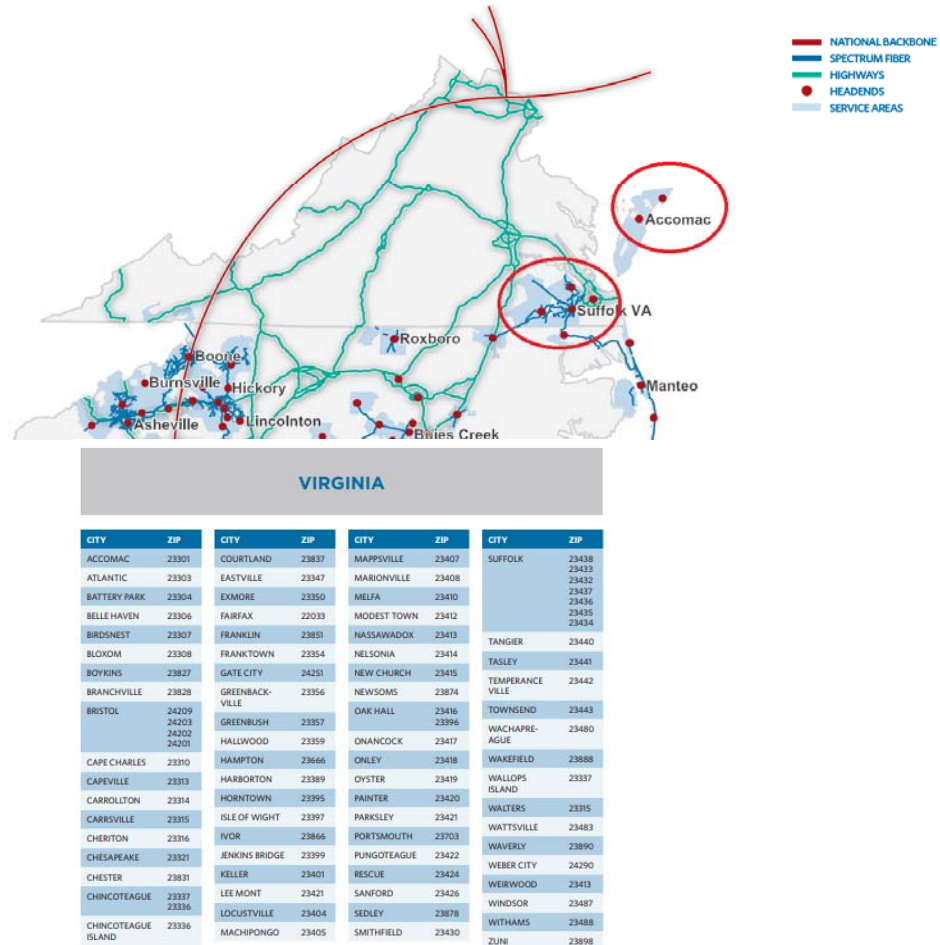 NATIONAL BACKBONE
SPECTRUM FIBER
HIGHWAYS
HEADENDS
SERVICE AREAS
Accomac
Suffolk VA
Roxboro
Boone
Burnsville
Hickory
Manteo
Lincolnton
Asheville
Buies Creek
VIRGINIA
CITY ZIP
ACCOMAC 23301
ATLANTIC 23303
BATTERY PARK 23304
BELLE HAVEN 23306
BIRDSNEST 23307
BLOXOM 23308
BOYKINS 23827
BRANCHVILLE 23828
BRISTOL 24209
24203
24202
24201
CAPE CHARLES 23310
CAPEVILLE 23313
CARROLLTON 23314
CARRSVILLE 23315
CHERITON 23316
CHESAPEAKE 23321
CHESTER 23831
CHINCOTEAGUE 23337
23336
CHINCOTEAGUE 23336
ISLAND
CITY ZIP
COURTLAND 23837
EASTVILLE 23347
EXMORE 23350
FAIRFAX 22033
FRANKLIN 23851
FRANKTOWN 23354
GATE CITY 24251
GREENBACK- 23356
VILLE
GREENBUSH 23357
HALLWOOD 23359
HAMPTON 23666
HARBORTON 23389
HORNTOWN 23395
ISLE OF WIGHT 23397
IVOR 23866
JENKINS BRIDGE 23399
KELLER 23401
LEE MONT 23421
LOCUSTVILLE 23404
MACHIPONGO 23405
CITY ZIP
MAPPSVILLE 23407
MARIONVILLE 23408
MELFA 23410
MODEST TOWN 23412
NASSAWADOX 23413
NELSONIA 23414
NEW CHURCH 23415
NEWSOMS 23874
OAK HALL 23416
23396
ONANCOCK 23417
ONLEY 23418
OYSTER 23419
PAINTER 23420
PARKSLEY 23421
PORTSMOUTH 23703
PUNGOTEAGUE 23422
RESCUE 23424
SANFORD 23426
SEDLEY 23878
SMITHFIELD 23430
CITY ZIP
SUFFOLK 23438
23433
23432
23437
23436
23435
23434
TANGIER 23440
TASLEY 23441
TEMPERANCE 23442
VILLE
TOWNSEND 23443
WACHAPRE- 23480
AGUE
WAKEFIELD 23888
WALLOPS 23337
ISLAND
WALTERS 23315
WATTSVILLE 23483
WAVERLY 23890
WEBER CITY 24290
WEIRWOOD 23413
WINDSOR 23487
WITHAMS 23488
ZUNI 23898